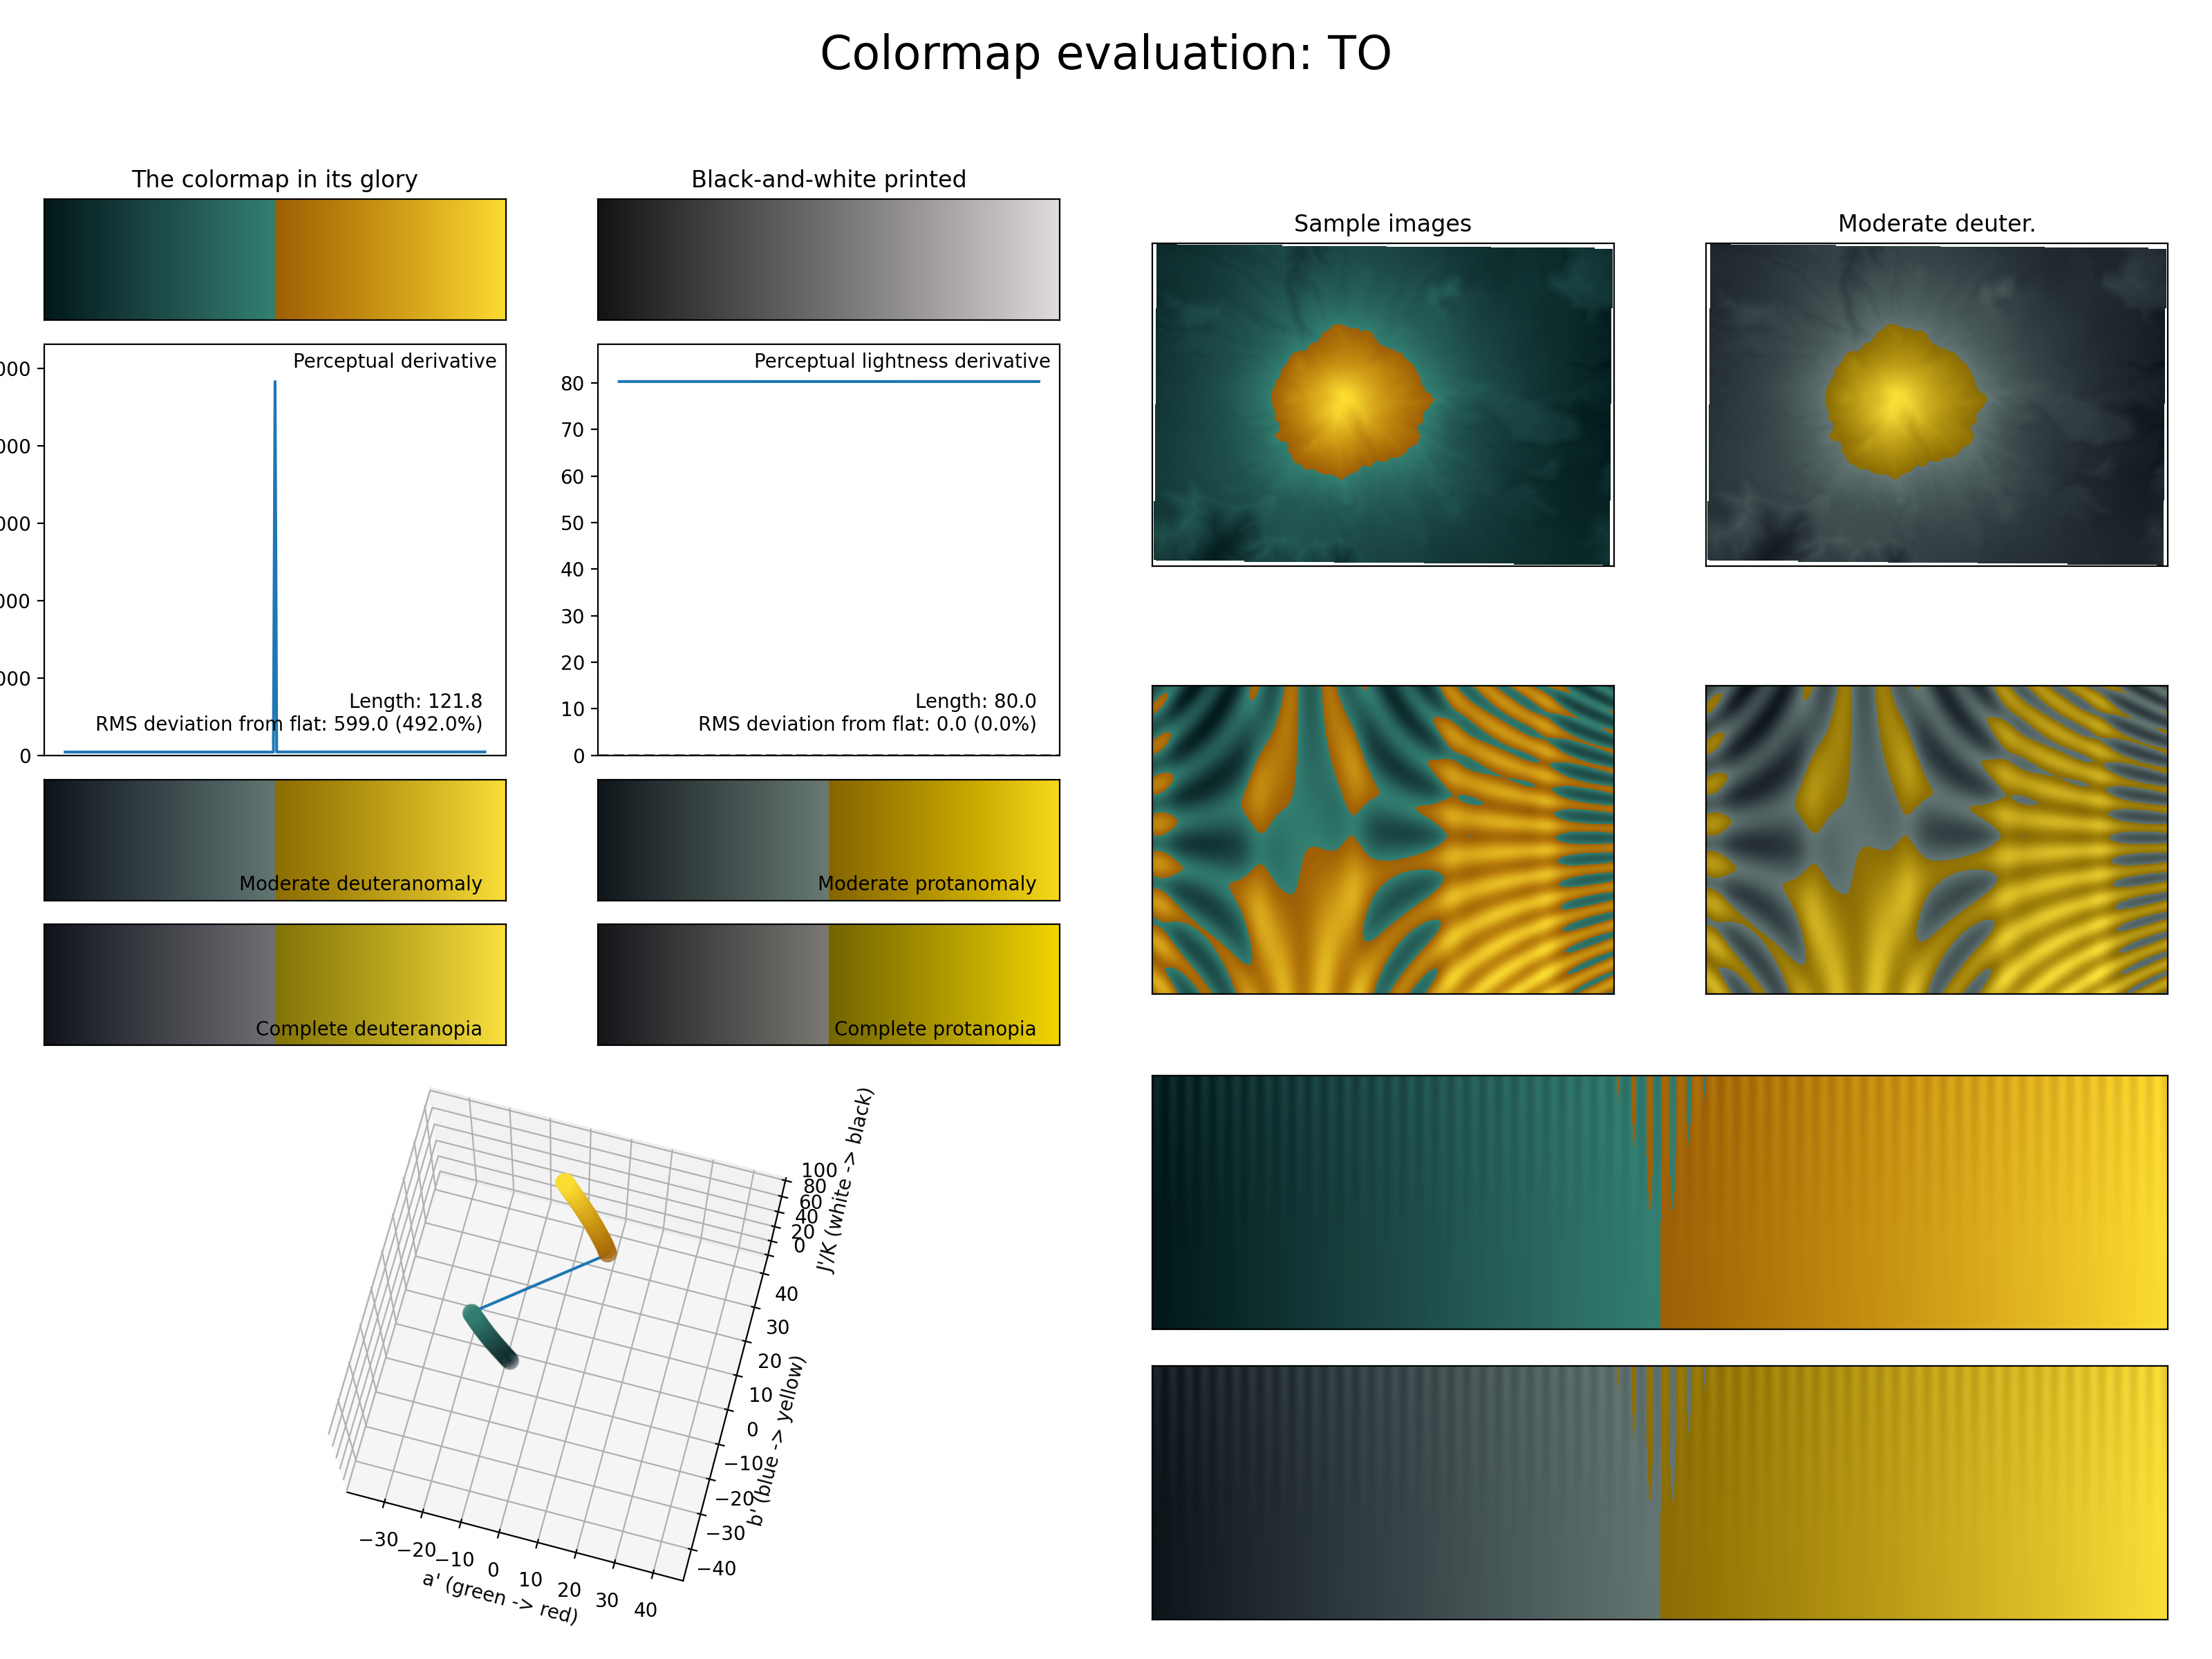 Colormap evaluation: TO
The colormap in its glory
Black-and-white printed
Sample images
Moderate deuter.
Perceptual derivative
000
000
000
000
000
0
Length: 121.8
RMS deviation from flat: 599.0 (492.0%)
Perceptual lightness derivative
80
70
60
50
40
30
20
10
0
Length: 80.0
RMS deviation from flat: 0.0 (0.0%)
Moderate deuteranomaly
Moderate protanomaly
Complete deuteranopia
Complete protanopia
100
80
60
40
20
0
J'/K (white -> black)
40
30
20
10
0
−10
−20
−30
−40
b' (blue -> yellow)
−30
−20
−10
0
10
20
30
40
a' (green -> red)